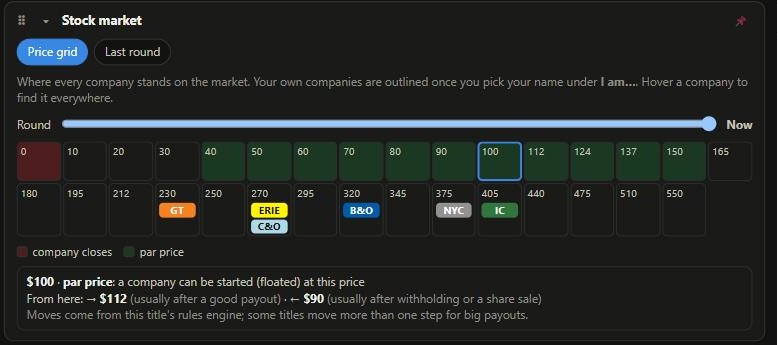 Stock market
Price grid Last round
Where every company stands on the market. Your own companies are outlined once you pick your name under I am.... Hover a company to
find it everywhere.
Round Now
0 10 20 30 40 50 60 70 80 90 100 112 124 137 150 165
180 195 212 230 250 270 295 320 345 375 405 440 475 510 550
GT ERIE B&O NYC IC
C&O
company closes par price
$100 · par price: a company can be started (floated) at this price
From here: → $112 (usually after a good payout) · ← $90 (usually after withholding or a share sale)
Moves come from this title's rules engine; some titles move more than one step for big payouts.